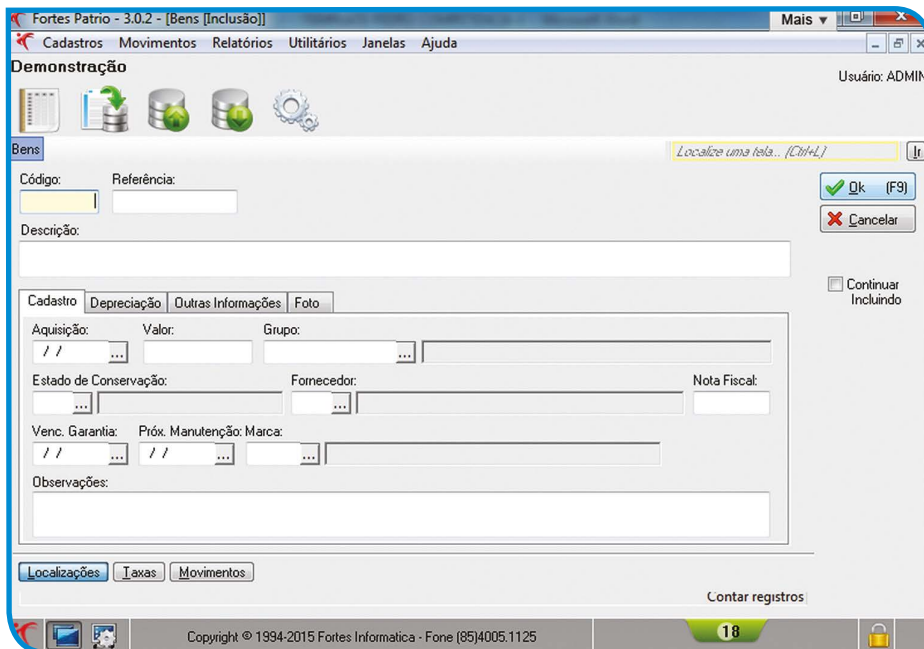 Fortes Patrio - 3.0.2 - [Bens [Inclusão]]
Mais
Cadastros Movimentos Relatórios Utilitários Janelas Ajuda
Demonstração
Usuário: ADMIN
Bens
Localize uma tela... (Ctrl+L)
Ir
Código: Referência:
Ok (F9)
Cancelar
Descrição:
Continuar
Incluindo
Cadastro Depreciação Outras Informações Foto
Aquisição: Valor: Grupo:
/ / ... ...
Estado de Conservação: Fornecedor: Nota Fiscal:
... ...
Venc. Garantia: Próx. Manutenção: Marca:
/ / ... / / ... ...
Observações:
Localizações Taxas Movimentos
Contar registros
Copyright © 1994-2015 Fortes Informatica - Fone (85)4005.1125
18